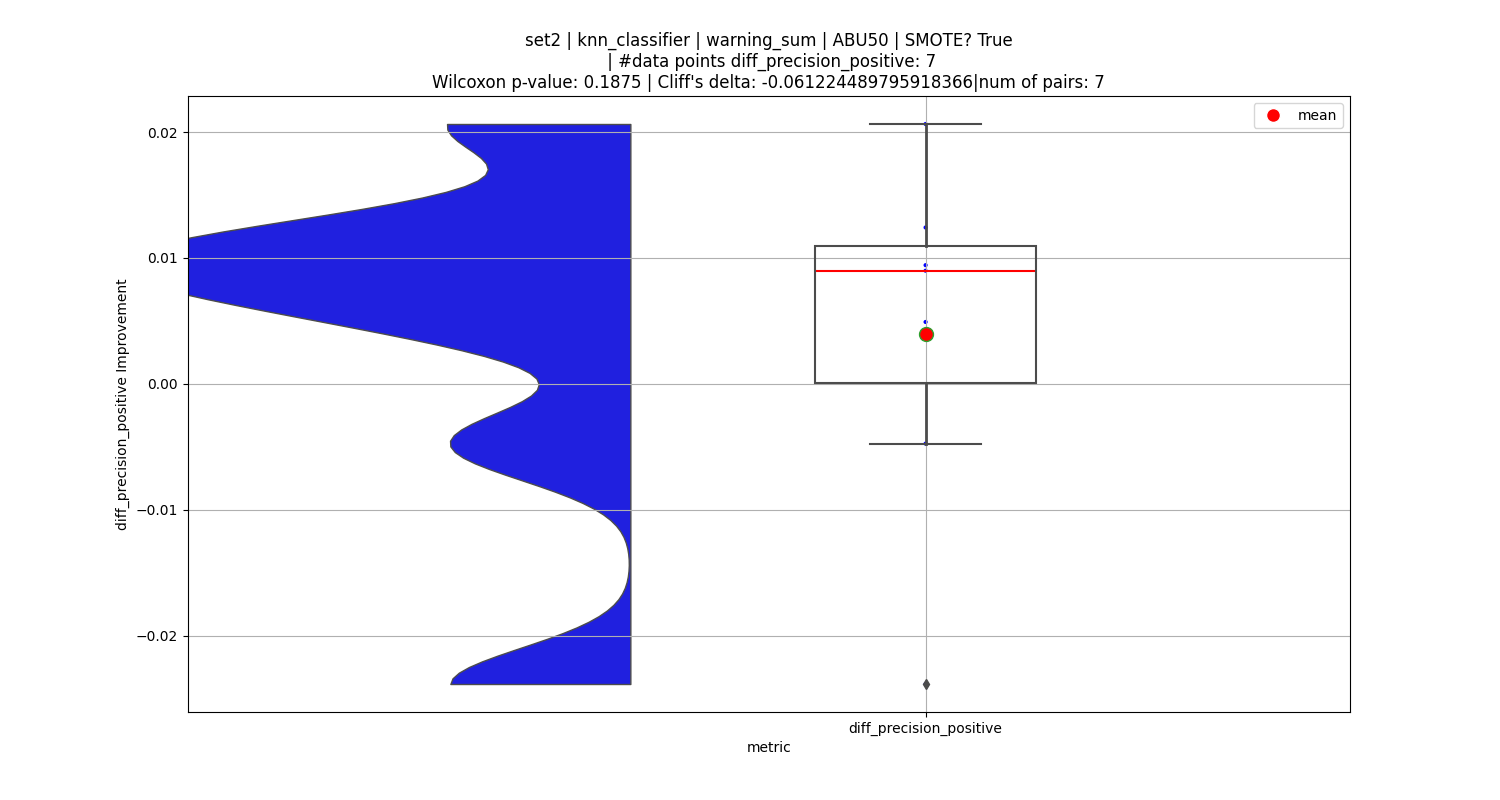 set2 | knn_classifier | warning_sum | ABU50 | SMOTE? True
| #data points diff_precision_positive: 7
Wilcoxon p-value: 0.1875 | Cliff's delta: -0.061224489795918366|num of pairs: 7
mean
0.02
0.01
0.00
−0.01
−0.02
diff_precision_positive Improvement
diff_precision_positive
metric